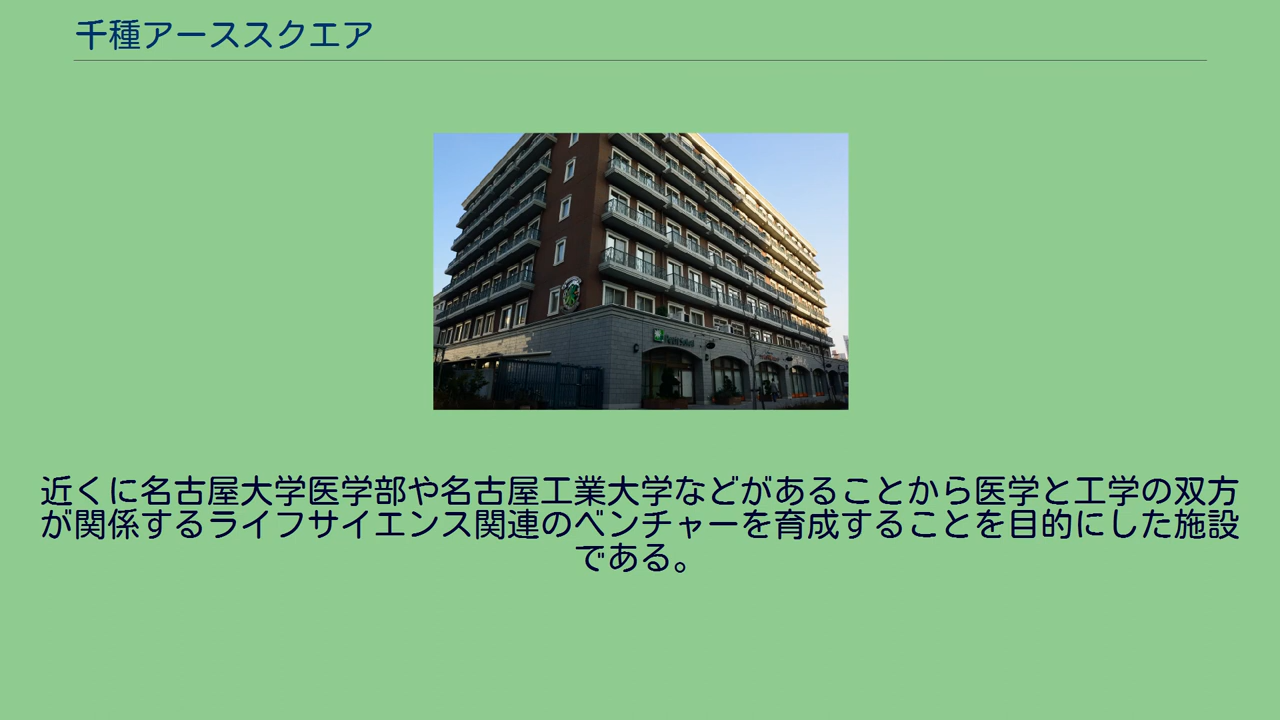 千種アーススクエア
近くに名古屋大学医学部や名古屋工業大学などがあることから医学と工学の双方
が関係するライフサイエンス関連のベンチャーを育成することを目的にした施設
である。